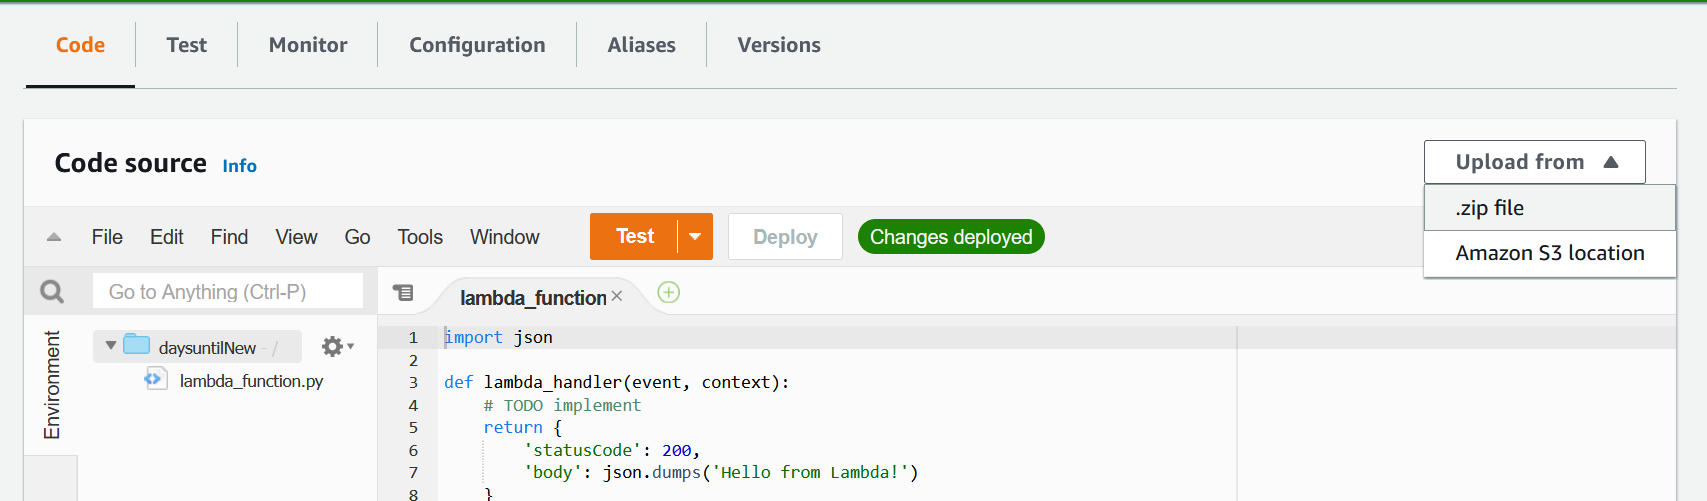 Code Test Monitor Configuration Aliases Versions
Code source Info
Upload from
.zip file
Amazon S3 location
File Edit Find View Go Tools Window Test Deploy Changes deployed
Go to Anything (Ctrl-P)
lambda_function
Environment
daysuntilNew - /
lambda_function.py
1 import json
2
3 def lambda_handler(event, context):
4 # TODO implement
5 return {
6 'statusCode': 200,
7 'body': json.dumps('Hello from Lambda!')
8 }